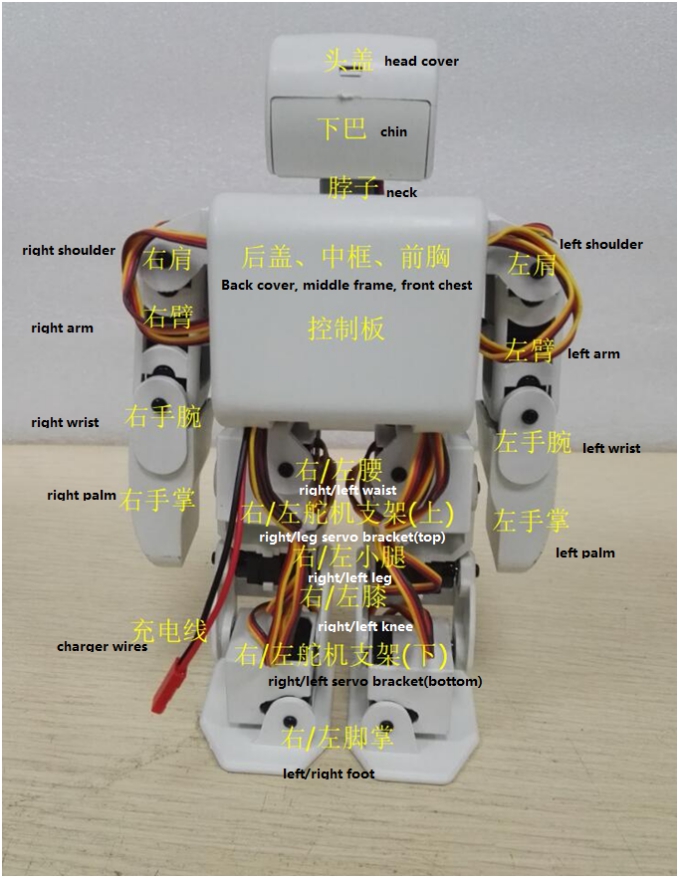 头盖 head cover
下巴 chin
脖子 neck
right shoulder 右肩
后盖、中框、前胸
Back cover, middle frame, front chest
左肩 left shoulder
right arm 右臂
控制板
左臂 left arm
right wrist 右手腕
左手腕 left wrist
right palm 右手掌
左手掌 left palm
右/左腰
right/left waist
右/左舵机支架(上)
right/leg servo bracket(top)
右/左小腿
right/left leg
右/左膝
right/left knee
充电线
charger wires
右/左舵机支架(下)
right/left servo bracket(bottom)
右/左脚掌
left/right foot